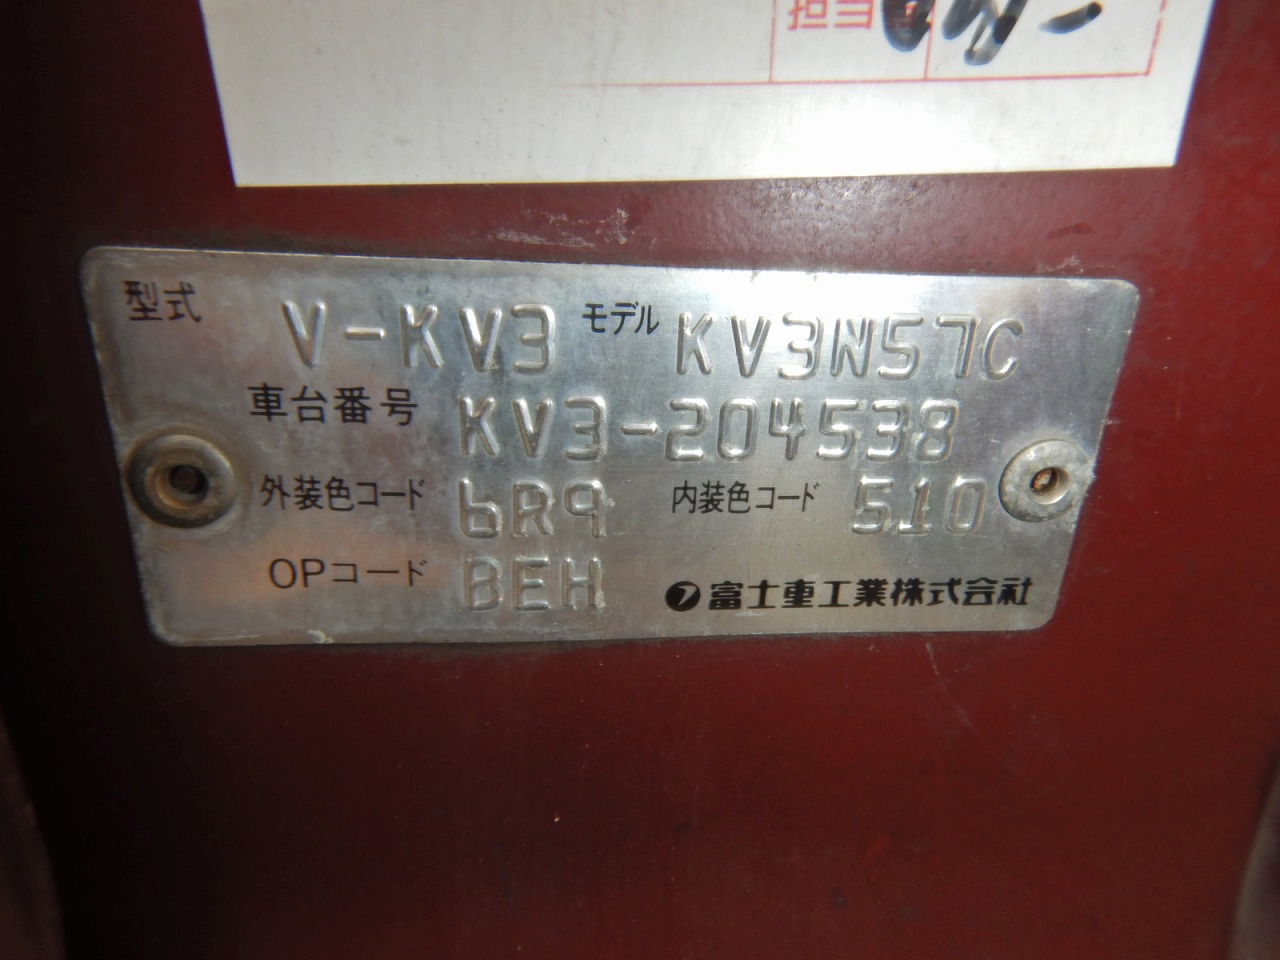 担当
型式 V-KV3 モデル KV3N57C
車台番号 KV3-204538
外装色コード 6R9 内装色コード 510
OPコード BEH 富士重工業株式会社